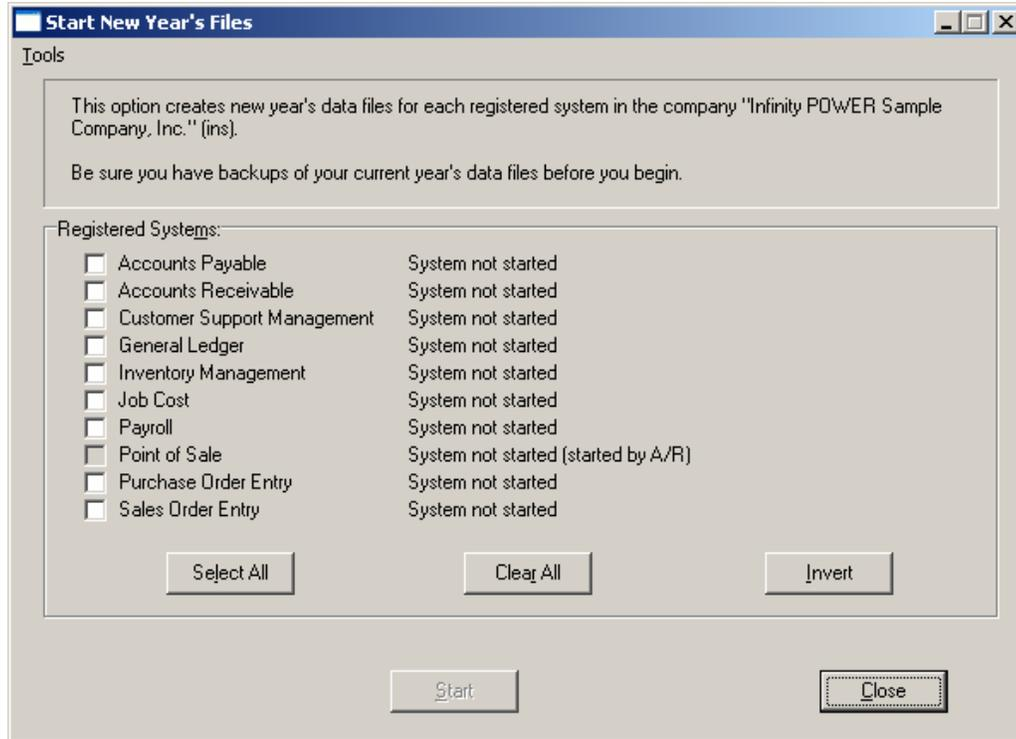 Start New Year's Files
Tools
This option creates new year's data files for each registered system in the company "Infinity POWER Sample
Company, Inc." (ins).
Be sure you have backups of your current year's data files before you begin.
Registered Systems:
Accounts Payable System not started
Accounts Receivable System not started
Customer Support Management System not started
General Ledger System not started
Inventory Management System not started
Job Cost System not started
Payroll System not started
Point of Sale System not started (started by A/R)
Purchase Order Entry System not started
Sales Order Entry System not started
Select All Clear All Invert
Start Close